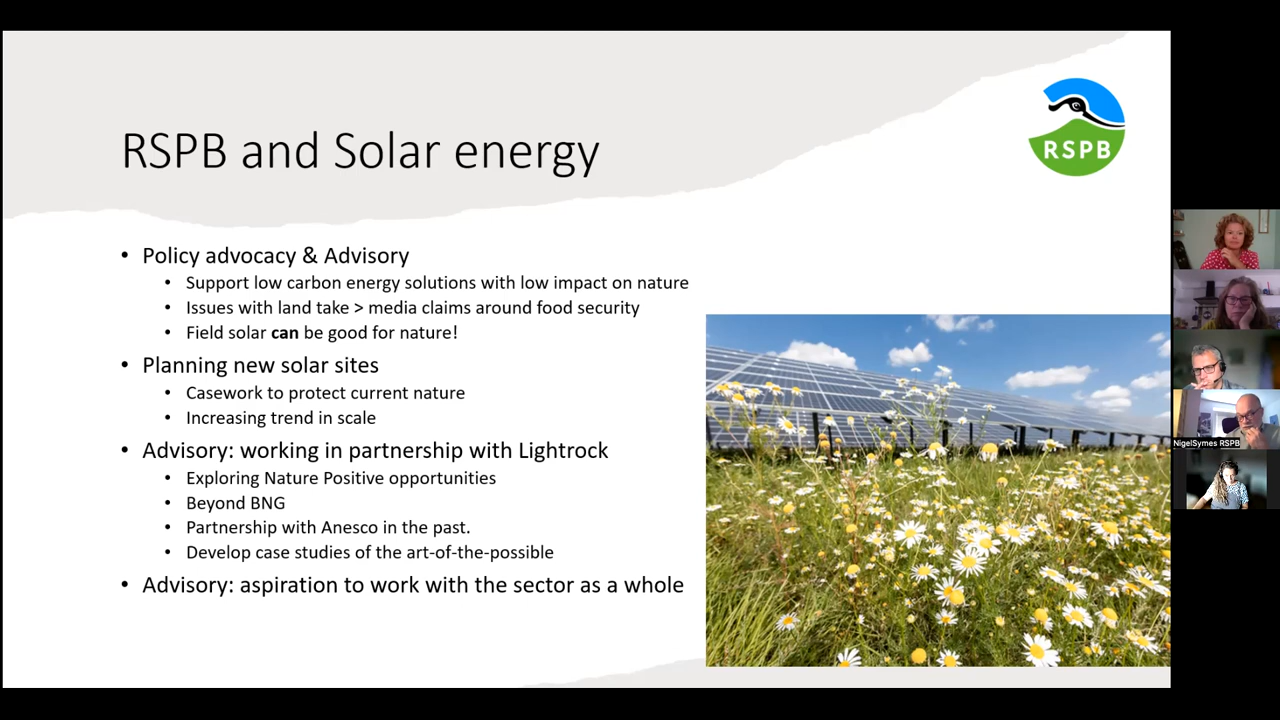 RSPB and Solar energy
RSPB
• Policy advocacy & Advisory
• Support low carbon energy solutions with low impact on nature
• Issues with land take > media claims around food security
• Field solar can be good for nature!
• Planning new solar sites
• Casework to protect current nature
• Increasing trend in scale
• Advisory: working in partnership with Lightrock
• Exploring Nature Positive opportunities
• Beyond BNG
• Partnership with Anesco in the past.
• Develop case studies of the art-of-the-possible
• Advisory: aspiration to work with the sector as a whole
NigelSymes RSPB